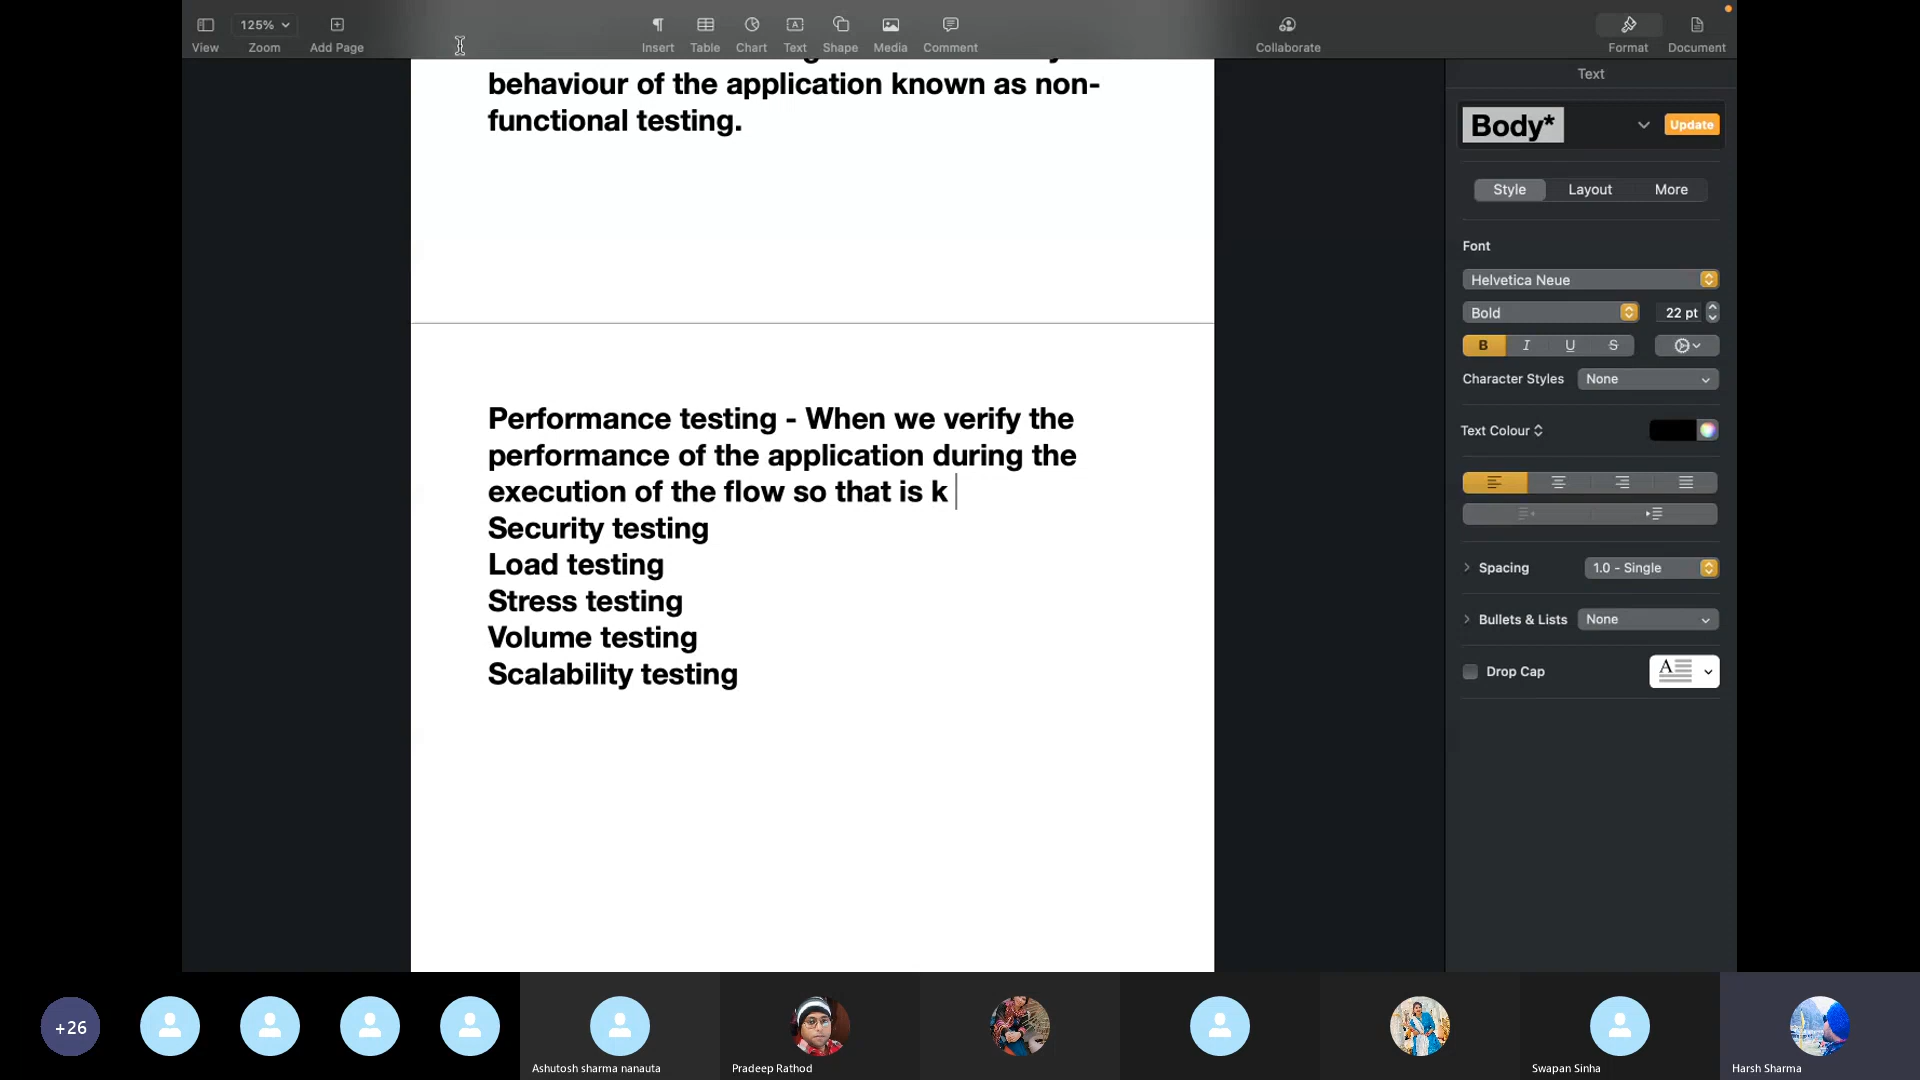 125%
View
Zoom
Add Page
Insert
Table
Chart
Text
Shape
Media
Comment
Collaborate
Format
Document
behaviour of the application known as non-
functional testing.
Performance testing - When we verify the
performance of the application during the
execution of the flow so that is k
Security testing
Load testing
Stress testing
Volume testing
Scalability testing
Text
Body*
Update
Style
Layout
More
Font
Helvetica Neue
Bold
22 pt
B I U S
Character Styles
None
Text Colour
Spacing
1.0 - Single
Bullets & Lists
None
Drop Cap
A
+26
Ashutosh sharma nanauta
Pradeep Rathod
Swapan Sinha
Harsh Sharma